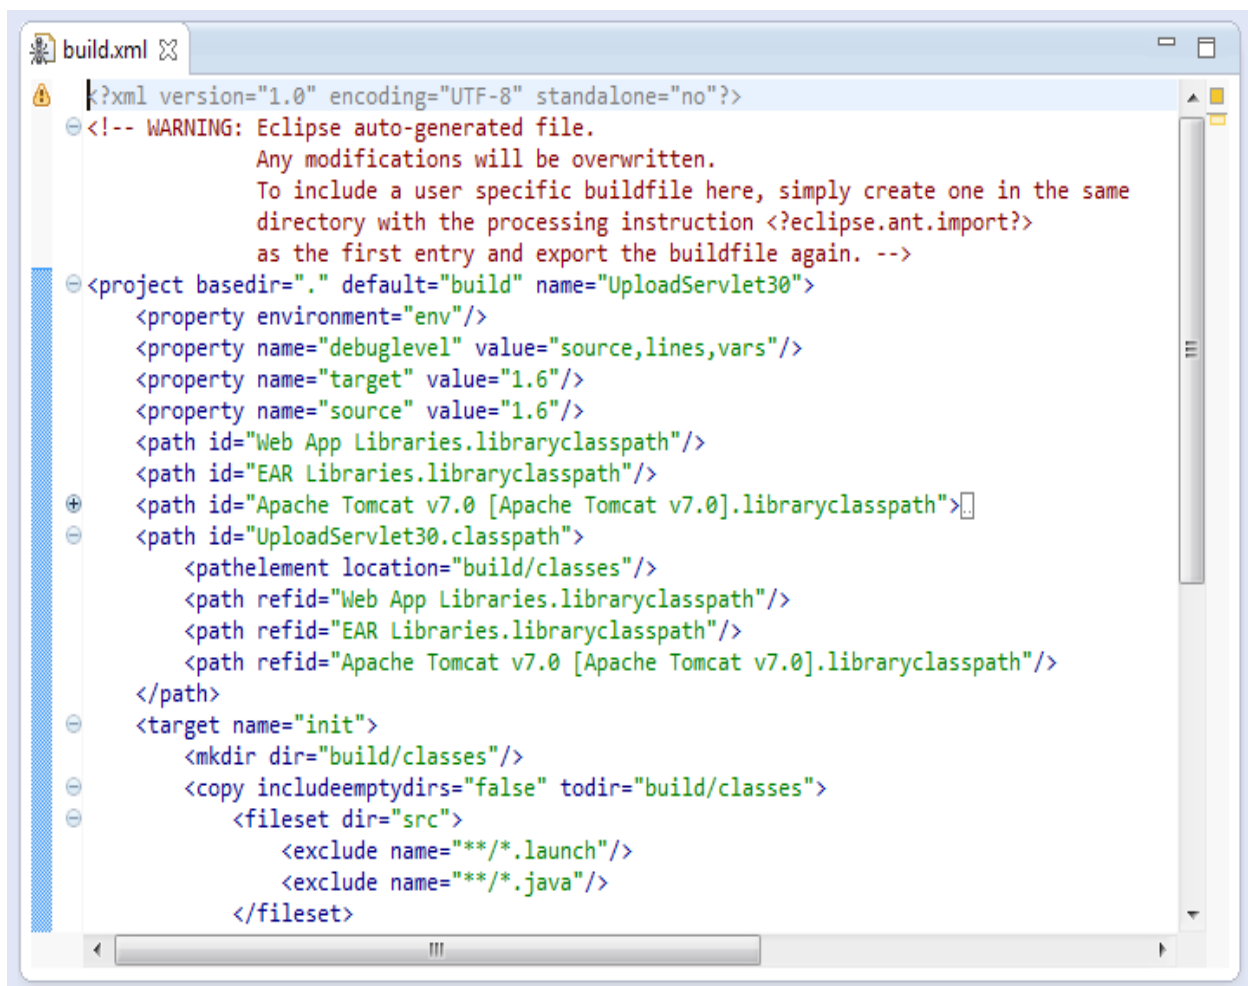 build.xml
<?xml version="1.0" encoding="UTF-8" standalone="no"?>
<!-- WARNING: Eclipse auto-generated file.
              Any modifications will be overwritten.
              To include a user specific buildfile here, simply create one in the same
              directory with the processing instruction <?eclipse.ant.import?>
              as the first entry and export the buildfile again. -->
<project basedir="." default="build" name="UploadServlet30">
    <property environment="env"/>
    <property name="debuglevel" value="source,lines,vars"/>
    <property name="target" value="1.6"/>
    <property name="source" value="1.6"/>
    <path id="Web App Libraries.libraryclasspath"/>
    <path id="EAR Libraries.libraryclasspath"/>
    <path id="Apache Tomcat v7.0 [Apache Tomcat v7.0].libraryclasspath">..
    <path id="UploadServlet30.classpath">
        <pathelement location="build/classes"/>
        <path refid="Web App Libraries.libraryclasspath"/>
        <path refid="EAR Libraries.libraryclasspath"/>
        <path refid="Apache Tomcat v7.0 [Apache Tomcat v7.0].libraryclasspath"/>
    </path>
    <target name="init">
        <mkdir dir="build/classes"/>
        <copy includeemptydirs="false" todir="build/classes">
            <fileset dir="src">
                <exclude name="**/*.launch"/>
                <exclude name="**/*.java"/>
            </fileset>